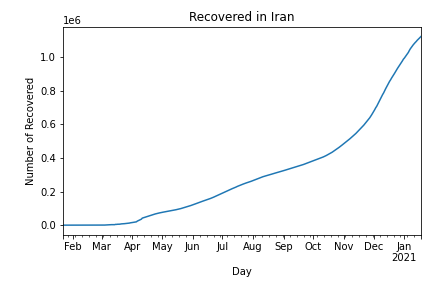 Recovered in Iran
1e6
Number of Recovered
1.0
0.8
0.6
0.4
0.2
0.0
Feb Mar Apr May Jun Jul Aug Sep Oct Nov Dec Jan
2021
Day